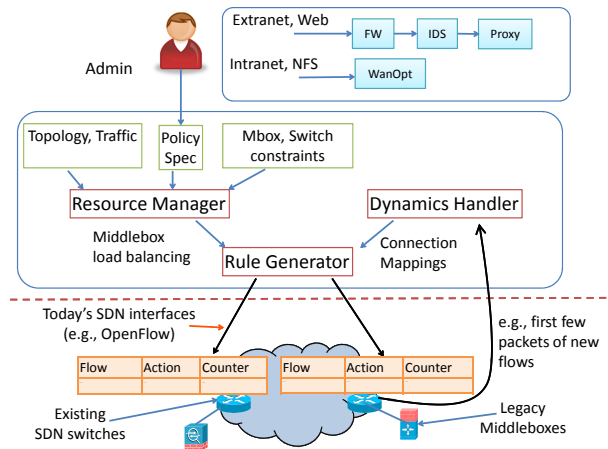 Extranet, Web
FW
IDS
Proxy
Intranet, NFS
WanOpt
Admin
Topology, Traffic
Policy
Spec
Mbox, Switch
constraints
Resource Manager
Dynamics Handler
Middlebox
load balancing
Connection
Mappings
Rule Generator
Today's SDN interfaces
(e.g., OpenFlow)
e.g., first few
packets of new
flows
Flow Action Counter
Flow Action Counter
Existing
SDN switches
Legacy
Middleboxes